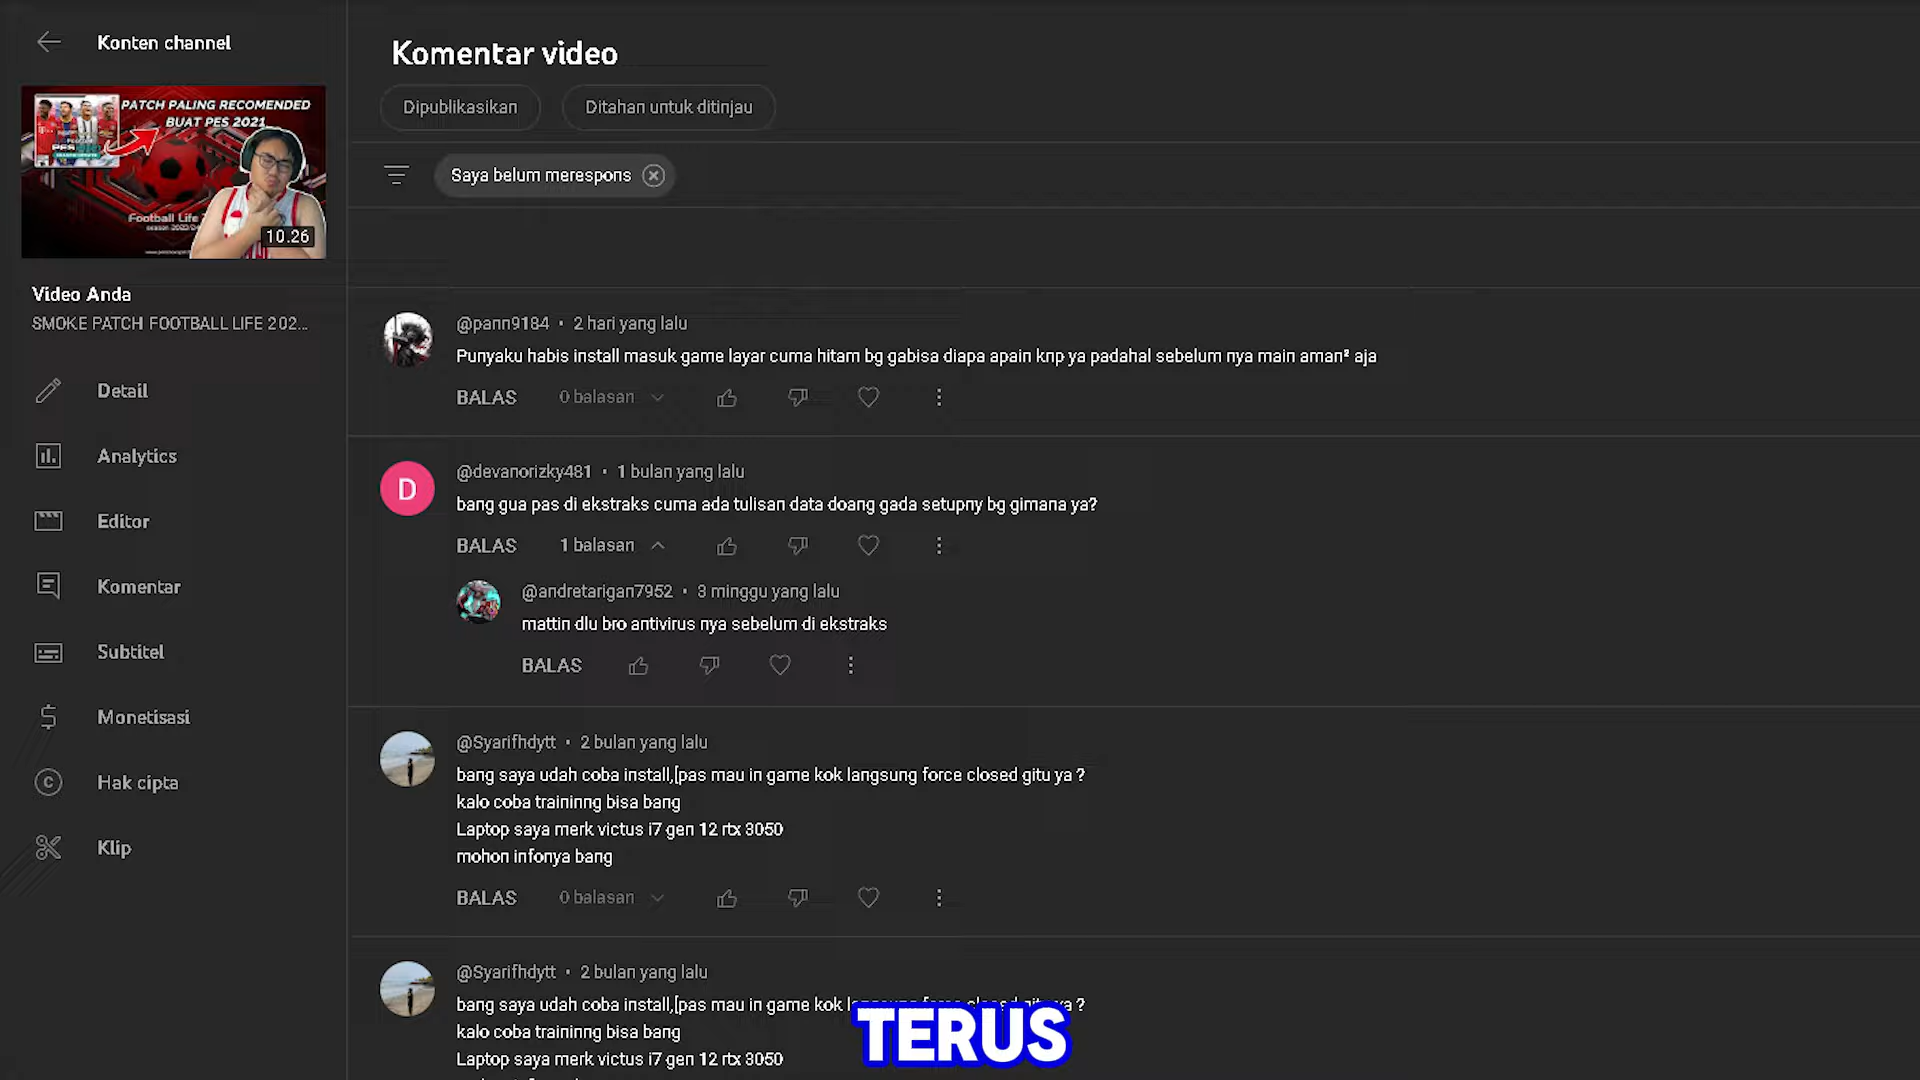 Konten channel
PATCH PALING RECOMENDED
BUAT PES 2021
Football Life
10.26
Video Anda
SMOKE PATCH FOOTBALL LIFE 202...
Detail
Analytics
Editor
Komentar
Subtitel
Monetisasi
Hak cipta
Klip
Komentar video
Dipublikasikan
Ditahan untuk ditinjau
Saya belum merespons
@pann9184 • 2 hari yang lalu
Punyaku habis install masuk game layar cuma hitam bg gabisa diapa apain knp ya padahal sebelum nya main aman² aja
BALAS 0 balasan
D
@devanorizky481 • 1 bulan yang lalu
bang gua pas di ekstraks cuma ada tulisan data doang gada setupny bg gimana ya?
BALAS 1 balasan
@andretarigan7952 • 3 minggu yang lalu
mattin dlu bro antivirus nya sebelum di ekstraks
BALAS
@Syarifhdytt • 2 bulan yang lalu
bang saya udah coba install,[pas mau in game kok langsung force closed gitu ya ?
kalo coba traininng bisa bang
Laptop saya merk victus i7 gen 12 rtx 3050
mohon infonya bang
BALAS 0 balasan
@Syarifhdytt • 2 bulan yang lalu
bang saya udah coba install,[pas mau in game kok langsung force closed gitu ya ?
kalo coba traininng bisa bang
Laptop saya merk victus i7 gen 12 rtx 3050
TERUS